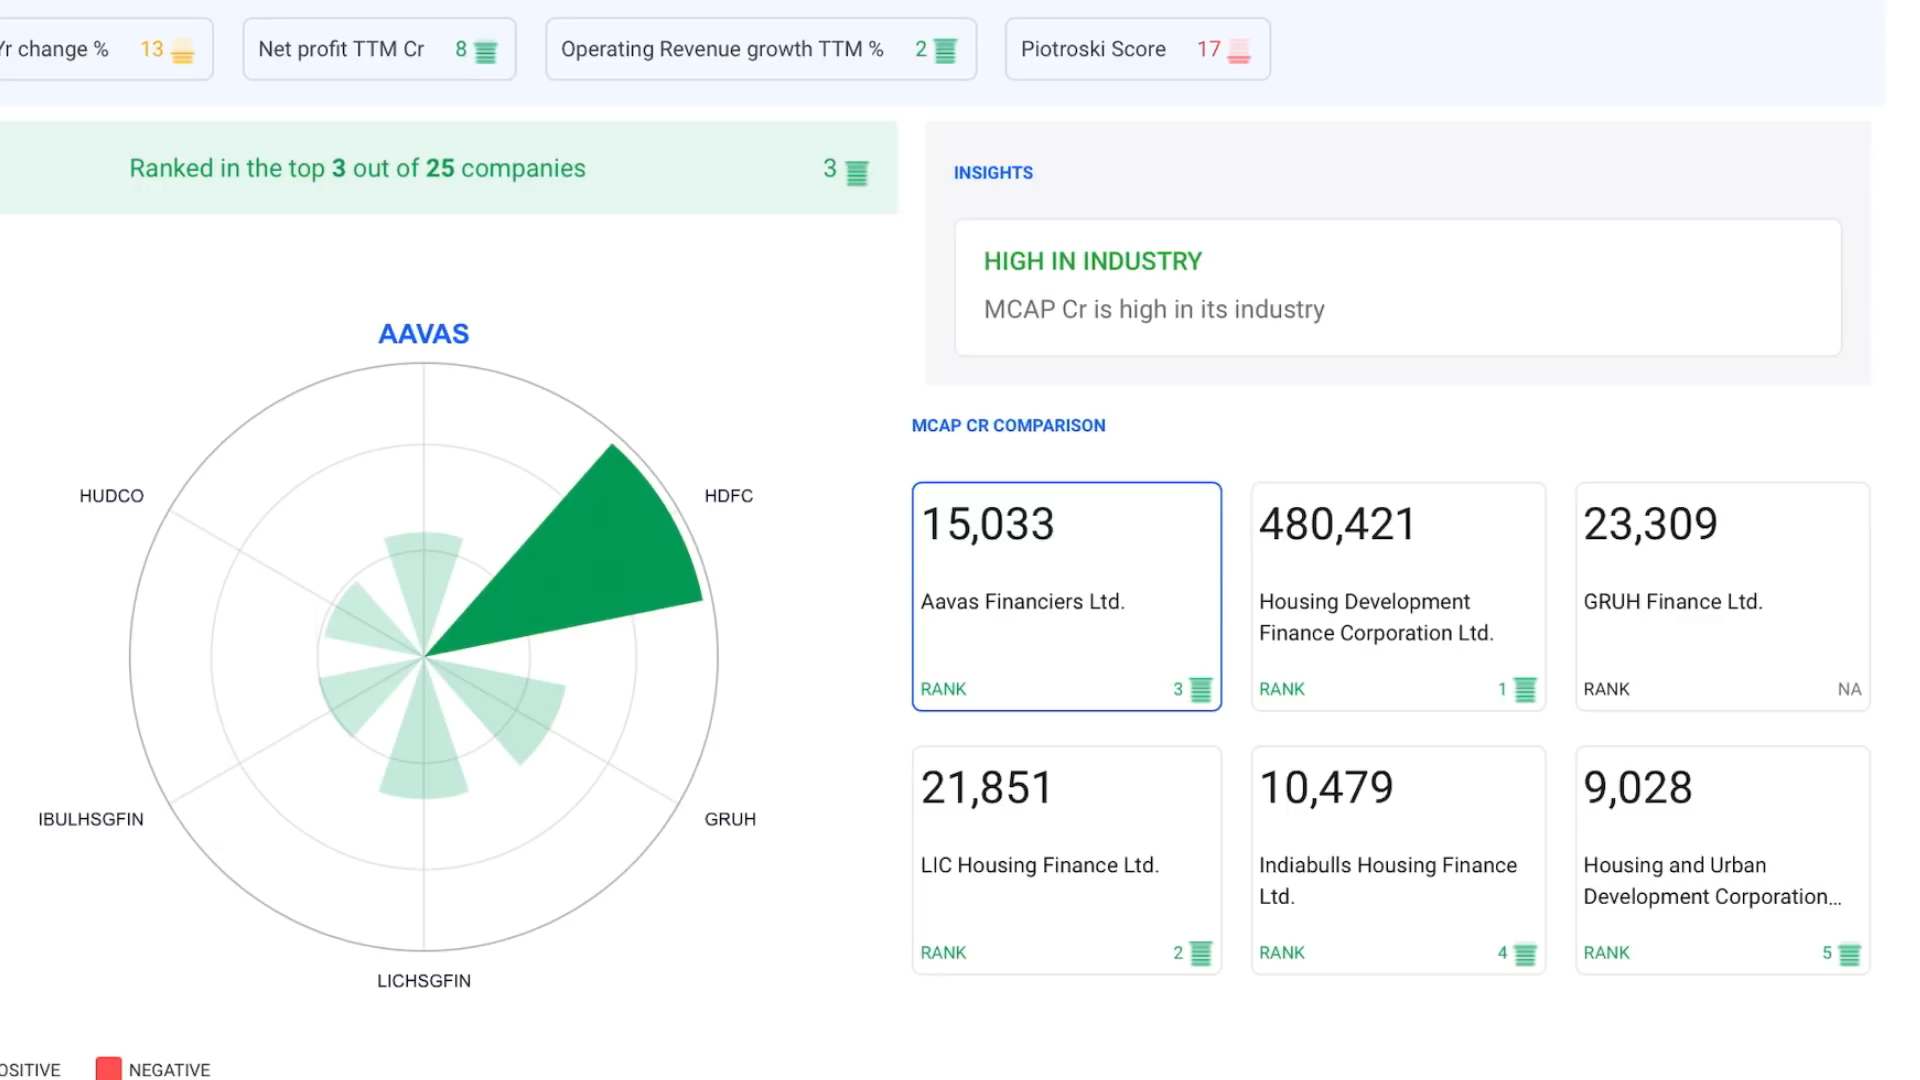 Yr change % 13
Net profit TTM Cr 8
Operating Revenue growth TTM % 2
Piotroski Score 17
Ranked in the top 3 out of 25 companies 3
INSIGHTS
HIGH IN INDUSTRY
MCAP Cr is high in its industry
AAVAS
HUDCO
HDFC
IBULHSGFIN
GRUH
LICHSGFIN
MCAP CR COMPARISON
15,033
Aavas Financiers Ltd.
RANK 3
480,421
Housing Development
Finance Corporation Ltd.
RANK 1
23,309
GRUH Finance Ltd.
RANK NA
21,851
LIC Housing Finance Ltd.
RANK 2
10,479
Indiabulls Housing Finance
Ltd.
RANK 4
9,028
Housing and Urban
Development Corporation...
RANK 5
OSITIVE
NEGATIVE